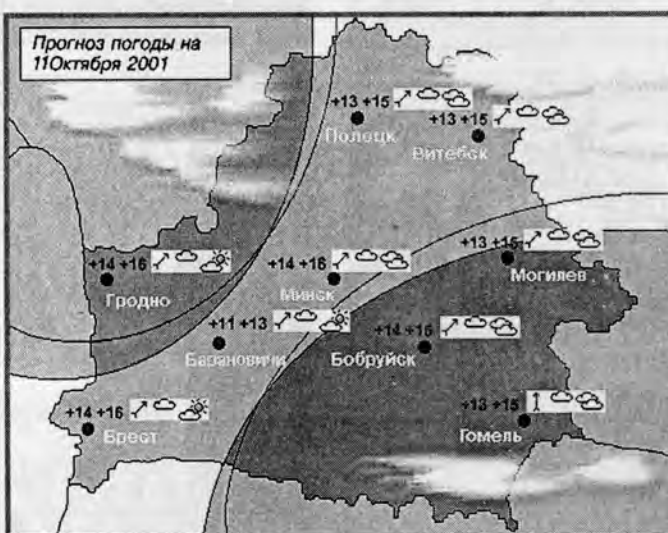 Прогноз погоды на
11Октября 2001
+13 +15
Полоцк
+13 +15
Витебск
+14 +16
Гродно
+14 +16
Минск
+13 +15
Могилев
+11 +13
Барановичи
+14 +16
Бобруйск
+14 +16
Брест
+13 +15
Гомель